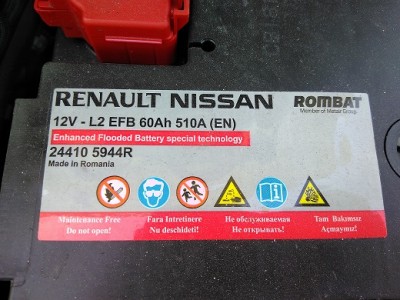 RENAULT NISSAN
ROMBAT
Member of Metair Group
12V - L2 EFB 60Ah 510A (EN)
Enhanced Flooded Battery special technology
24410 5944R
Made in Romania
Maintenance Free
Do not open!
Fara Intretinere
Nu deschideti!
Не обслуживаемая
Не открывать!
Tam Bakımsız
Açmayınız!